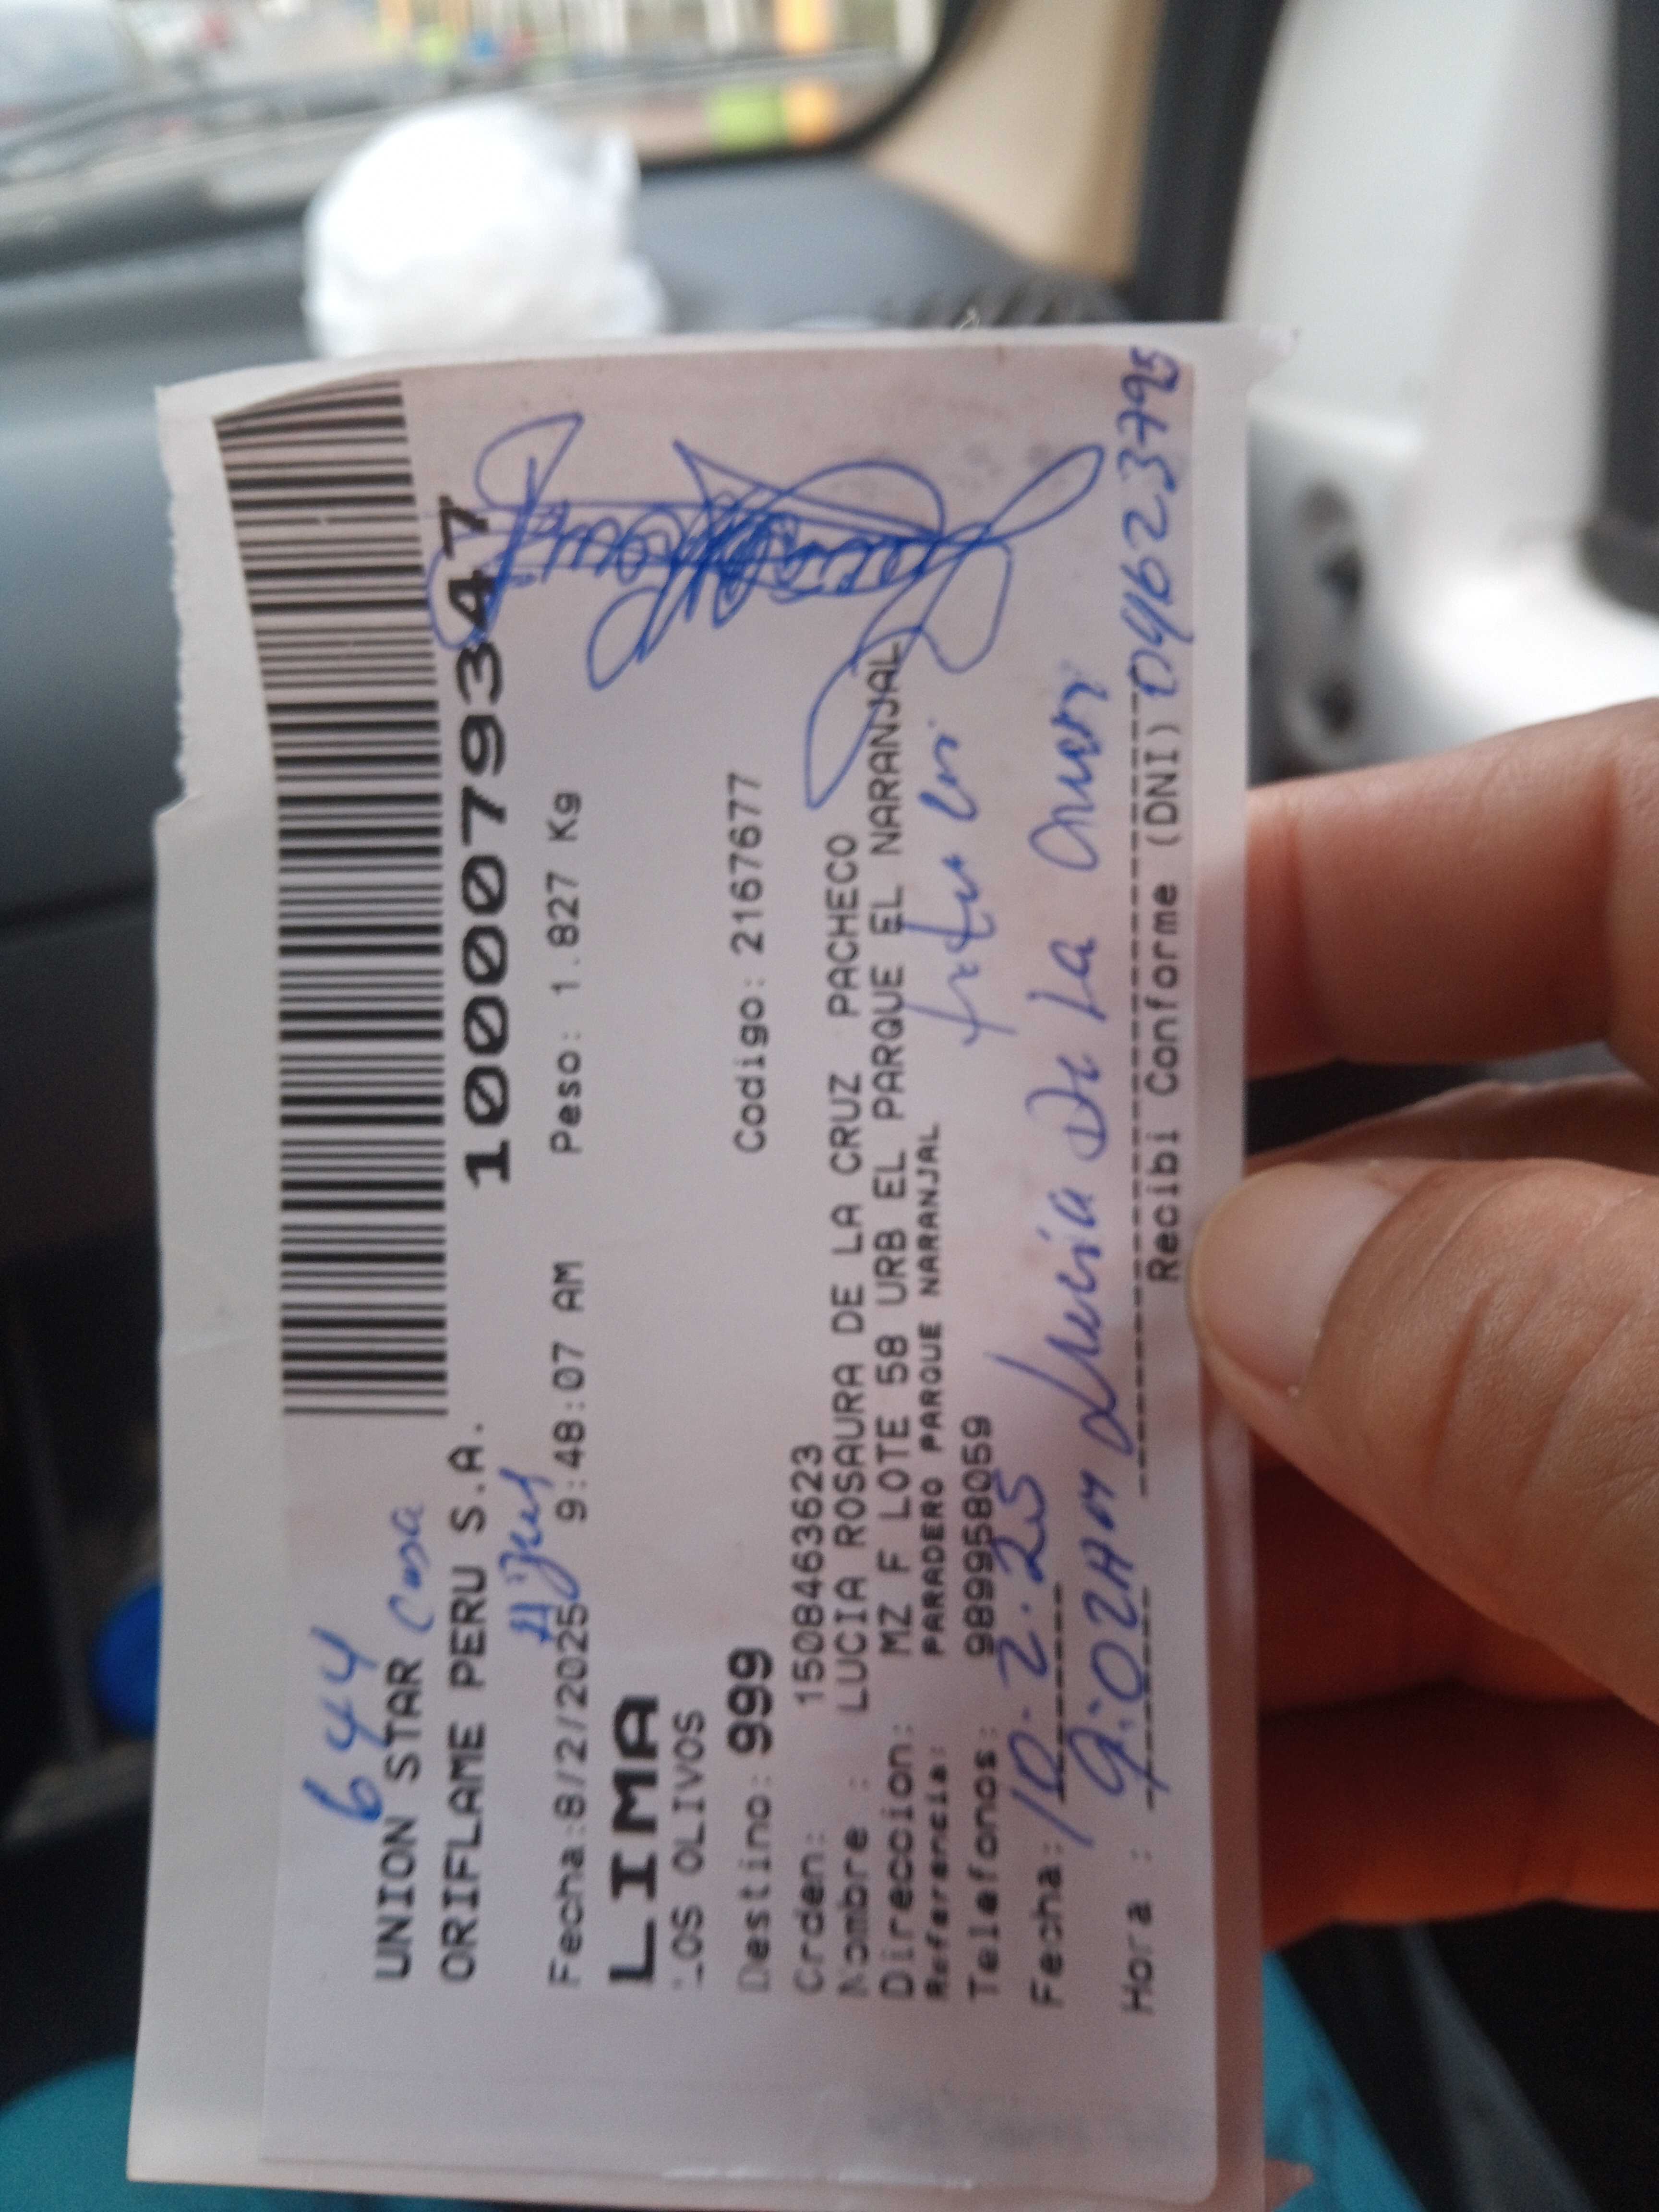 644
UNION STAR casa
ORIFLAME PERU S.A.
1000079347
Fecha:8/2/2025 9:48:07 AM Peso: 1.827 Kg
LIMA
LOS OLIVOS
Destino: 999 Codigo: 2167677
Orden: 1508463623
Nombre : LUCIA ROSAURA DE LA CRUZ PACHECO
Direccion: MZ F LOTE 58 URB EL PARQUE EL NARANJAL
Referencia: PARADERO PARQUE NARANJAL
Telefonos: 989958059
Fecha: 10.2.25
Hora : 9:02AM Lucia De La
Recibi Conforme (DNI) 04623795